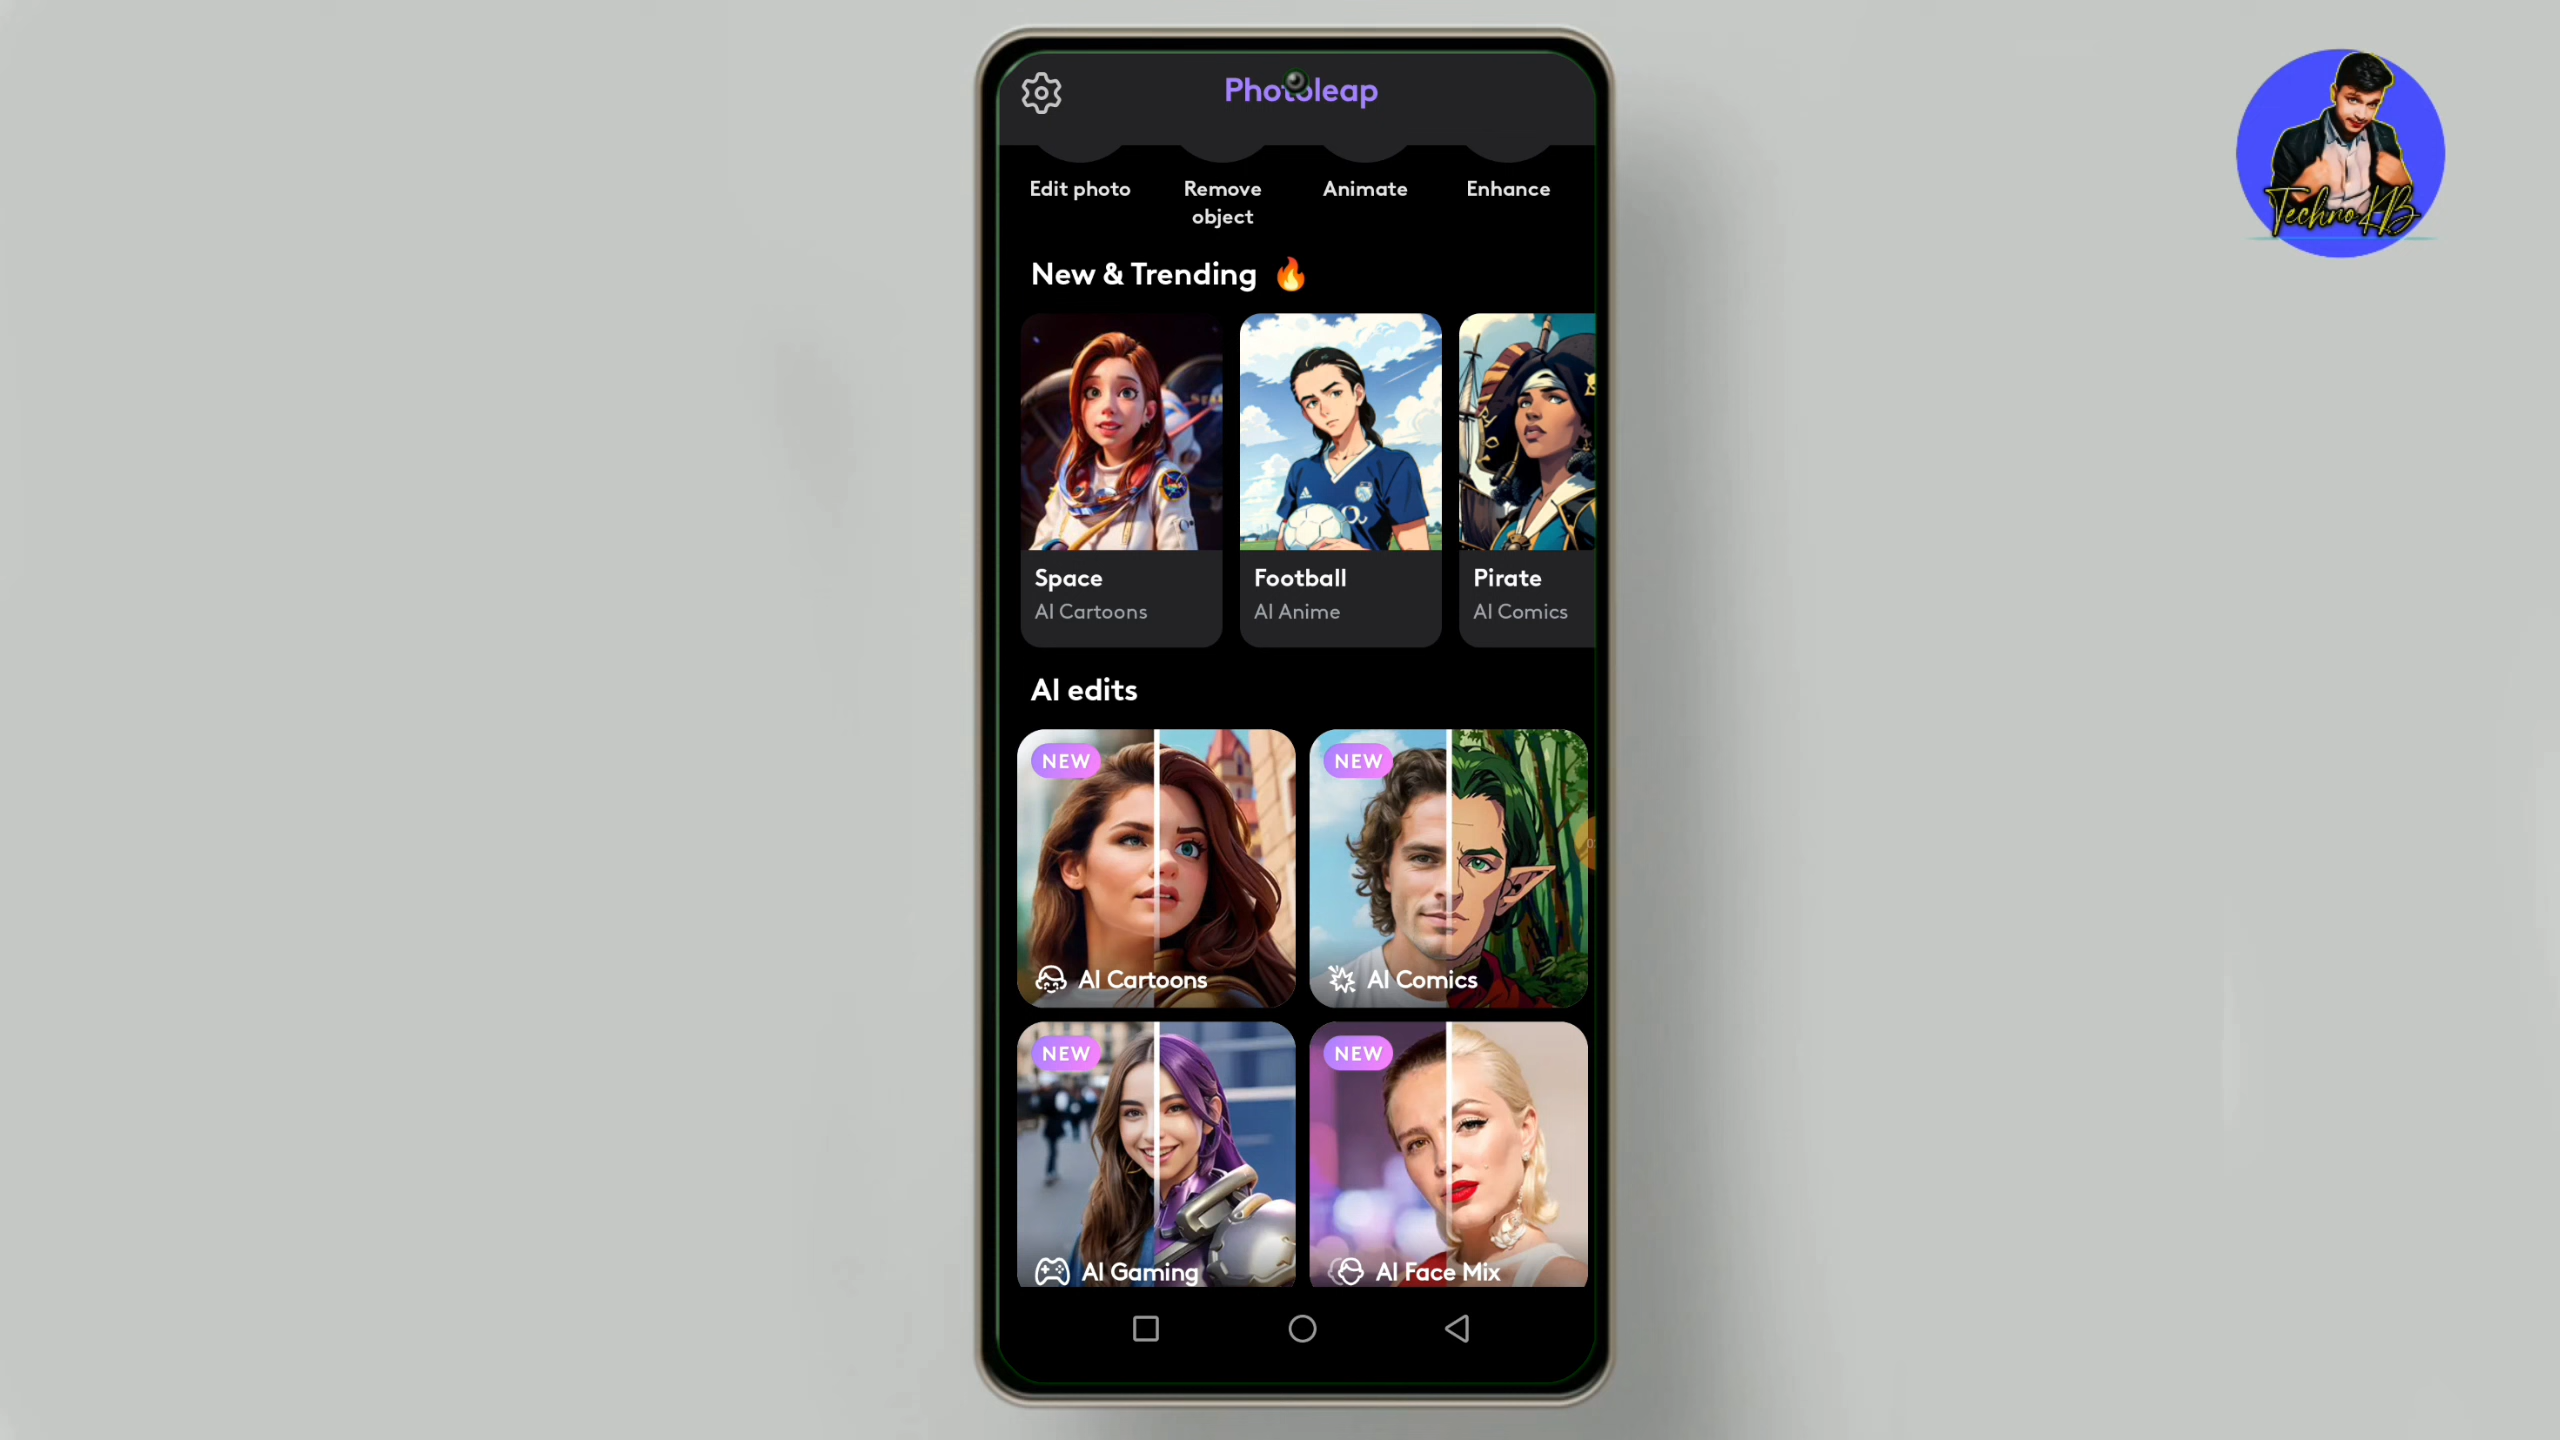 Photoleap
Edit photo
Remove
object
Animate
Enhance
New & Trending 🔥
Space
AI Cartoons
Football
AI Anime
Pirate
AI Comics
AI edits
NEW
AI Cartoons
NEW
AI Comics
NEW
AI Gaming
NEW
AI Face Mix
TechnoKB